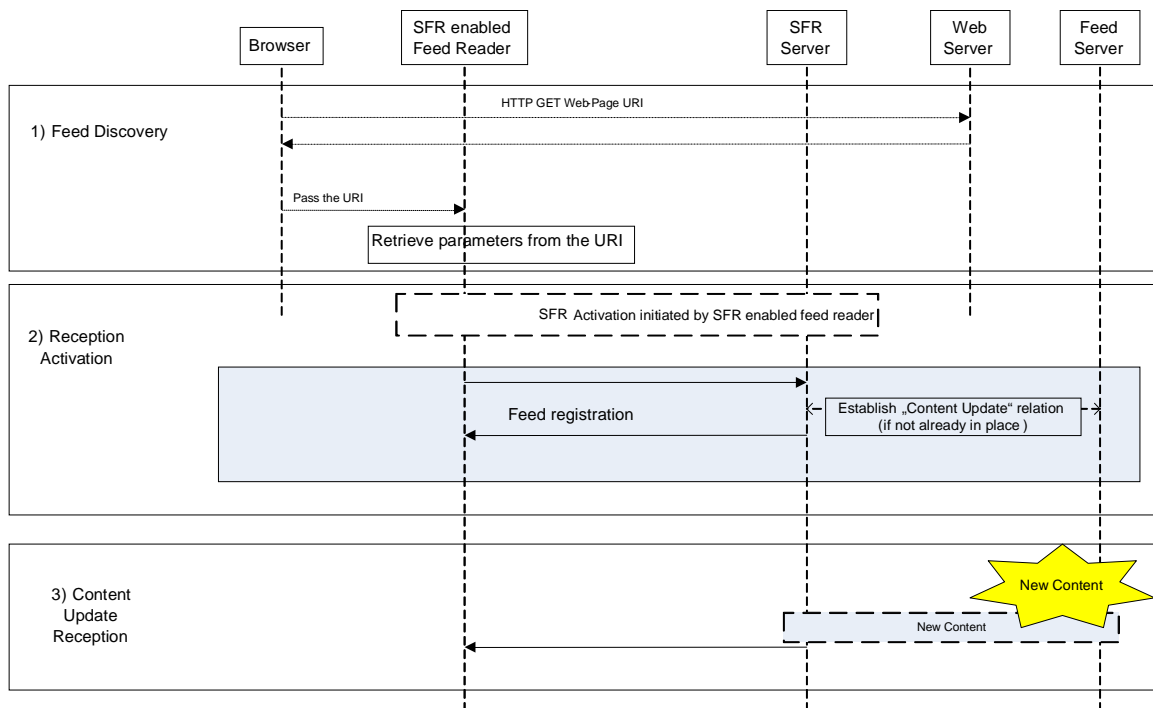 Browser
SFR enabled
Feed Reader
SFR
Server
Web
Server
Feed
Server
HTTP GET Web-Page URI
1) Feed Discovery
Pass the URI
Retrieve parameters from the URI
SFR Activation initiated by SFR enabled feed reader
2) Reception
Activation
Feed registration
Establish „Content Update“ relation
(if not already in place )
New Content
3) Content
Update
Reception
New Content